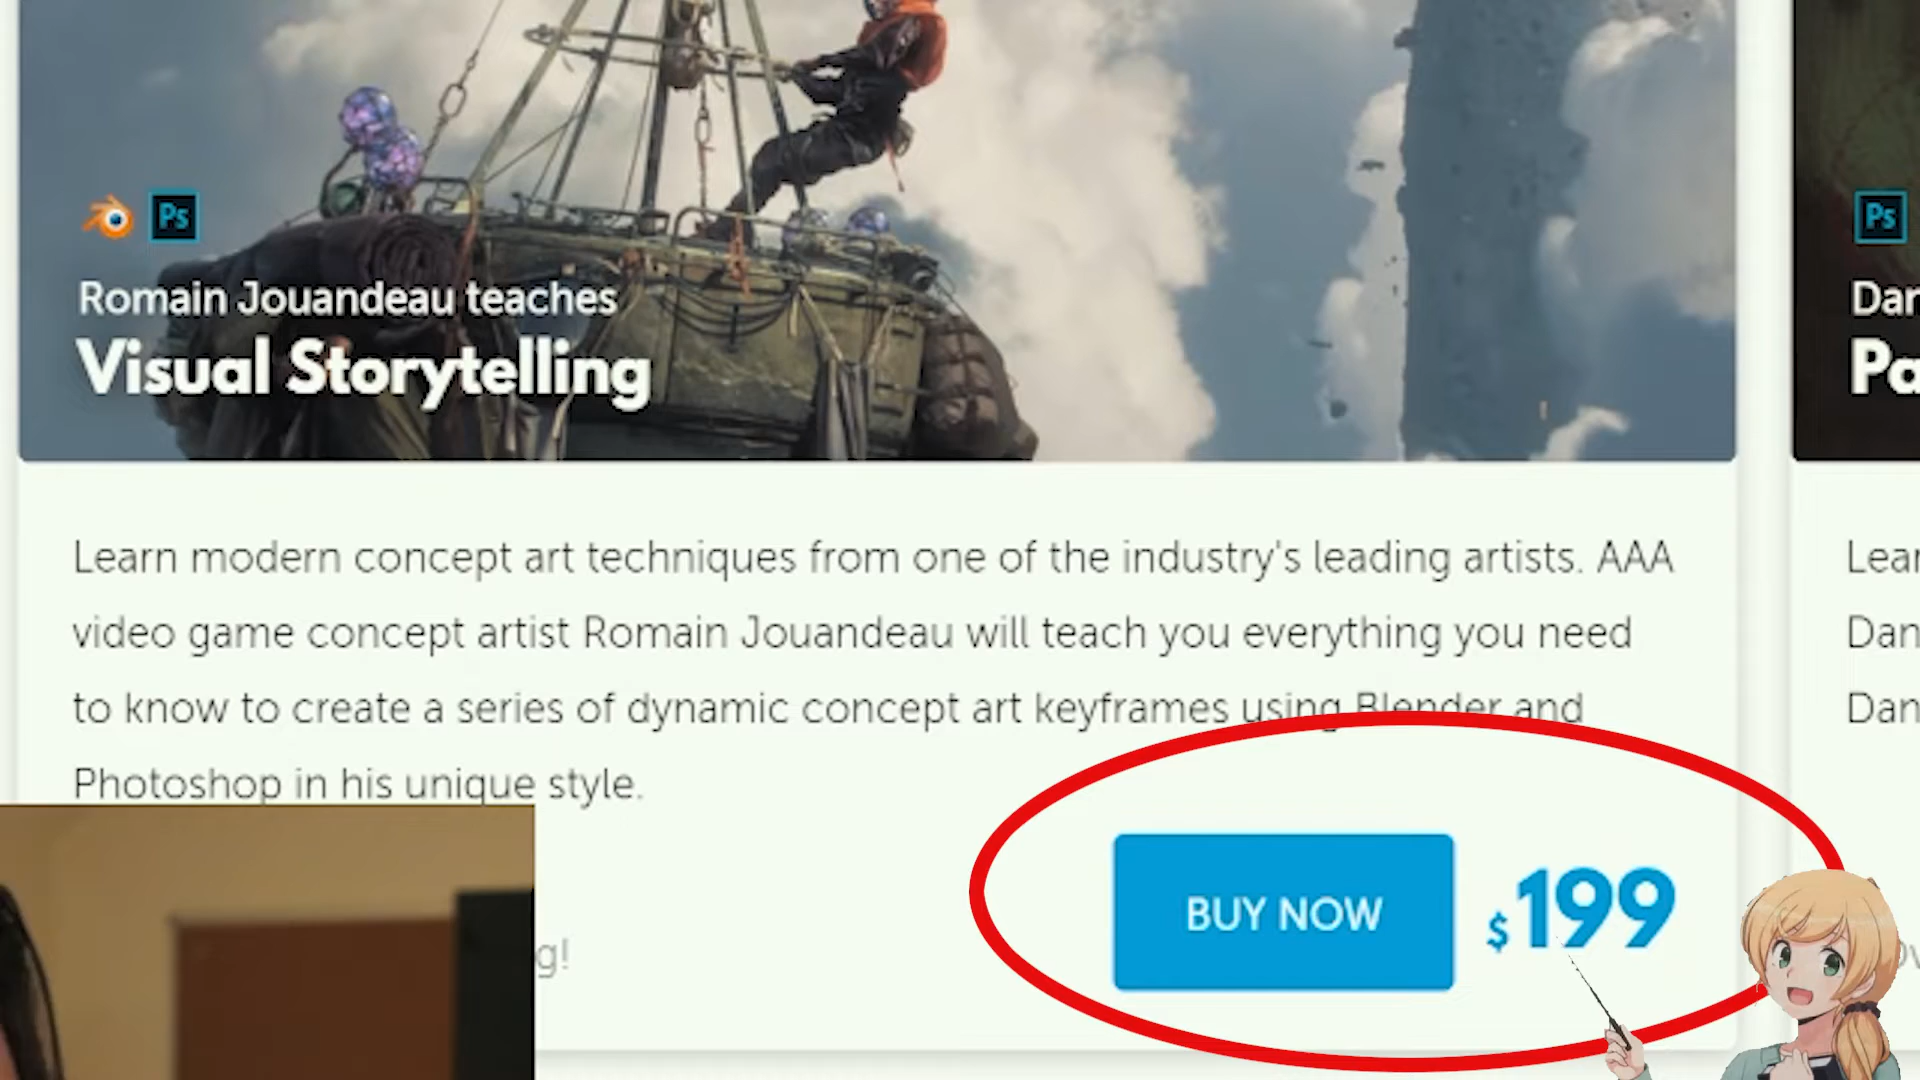 Ps
Romain Jouandeau teaches
Visual Storytelling
Learn modern concept art techniques from one of the industry's leading artists. AAA
video game concept artist Romain Jouandeau will teach you everything you need
to know to create a series of dynamic concept art keyframes using Blender and
Photoshop in his unique style.
g!
BUY NOW
$199
Ps
Dar
Pa
Lear
Dan
Dan